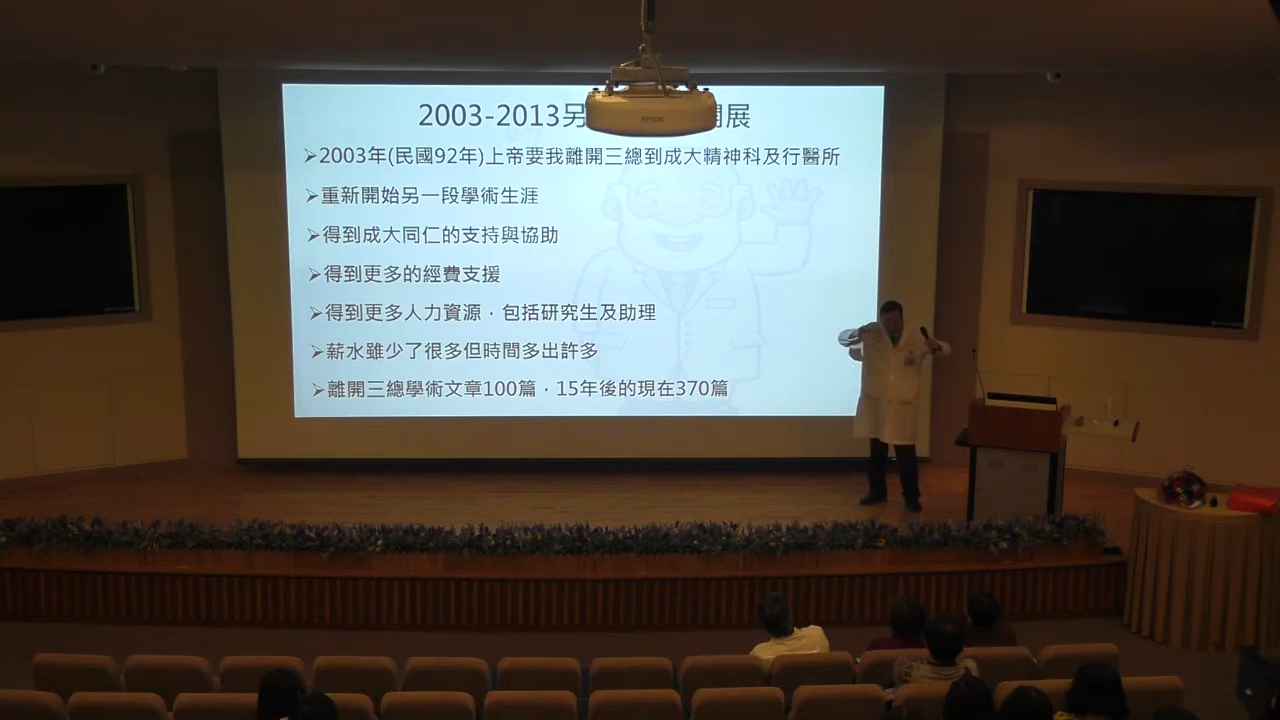 2003-2013另 開展
➢2003年(民國92年)上帝要我離開三總到成大精神科及行醫所
➢重新開始另一段學術生涯
➢得到成大同仁的支持與協助
➢得到更多的經費支援
➢得到更多人力資源，包括研究生及助理
➢薪水雖少了很多但時間多出許多
➢離開三總學術文章100篇，15年後的現在370篇
EPSON